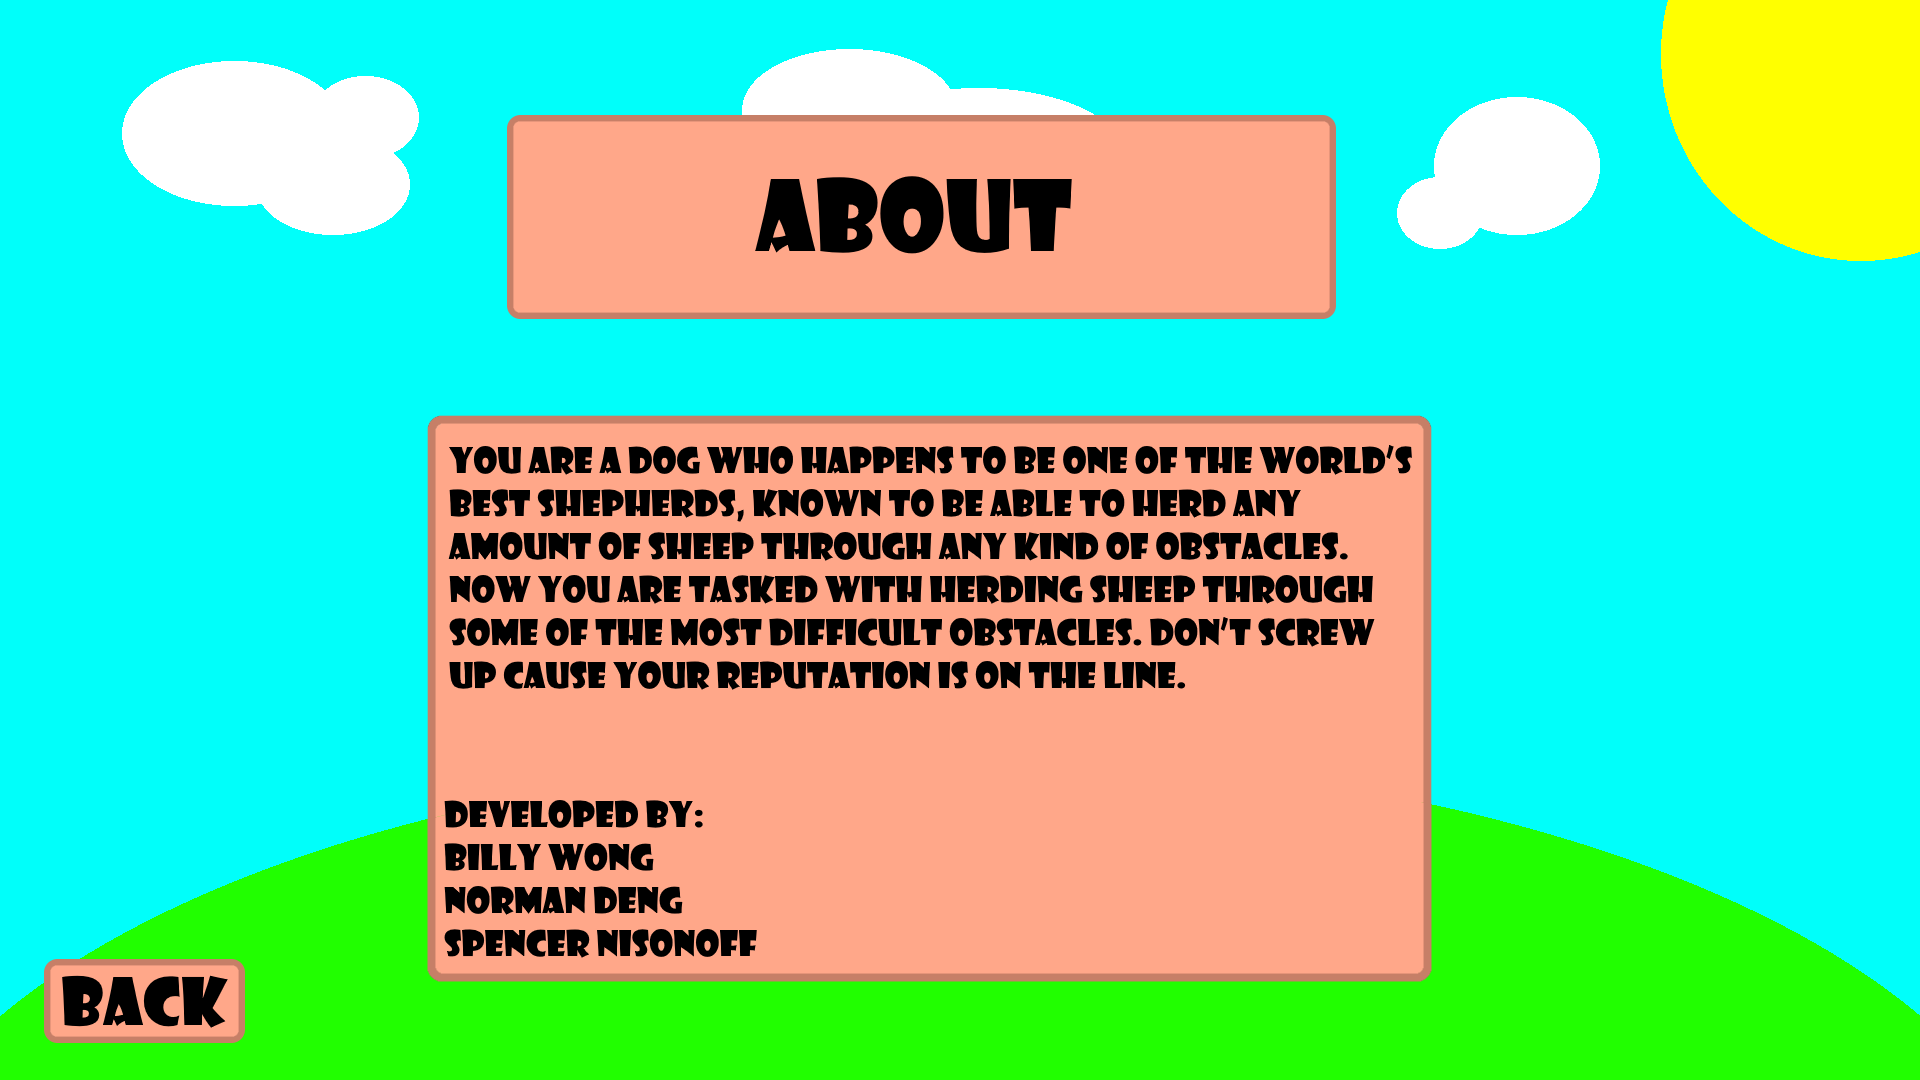 ABOUT
YOU ARE A DOG WHO HAPPENS TO BE ONE OF THE WORLD'S
BEST SHEPHERDS, KNOWN TO BE ABLE TO HERD ANY
AMOUNT OF SHEEP THROUGH ANY KIND OF OBSTACLES.
NOW YOU ARE TASKED WITH HERDING SHEEP THROUGH
SOME OF THE MOST DIFFICULT OBSTACLES. DON'T SCREW
UP CAUSE YOUR REPUTATION IS ON THE LINE.
DEVELOPED BY:
BILLY WONG
NORMAN DENG
SPENCER NISONOFF
BACK